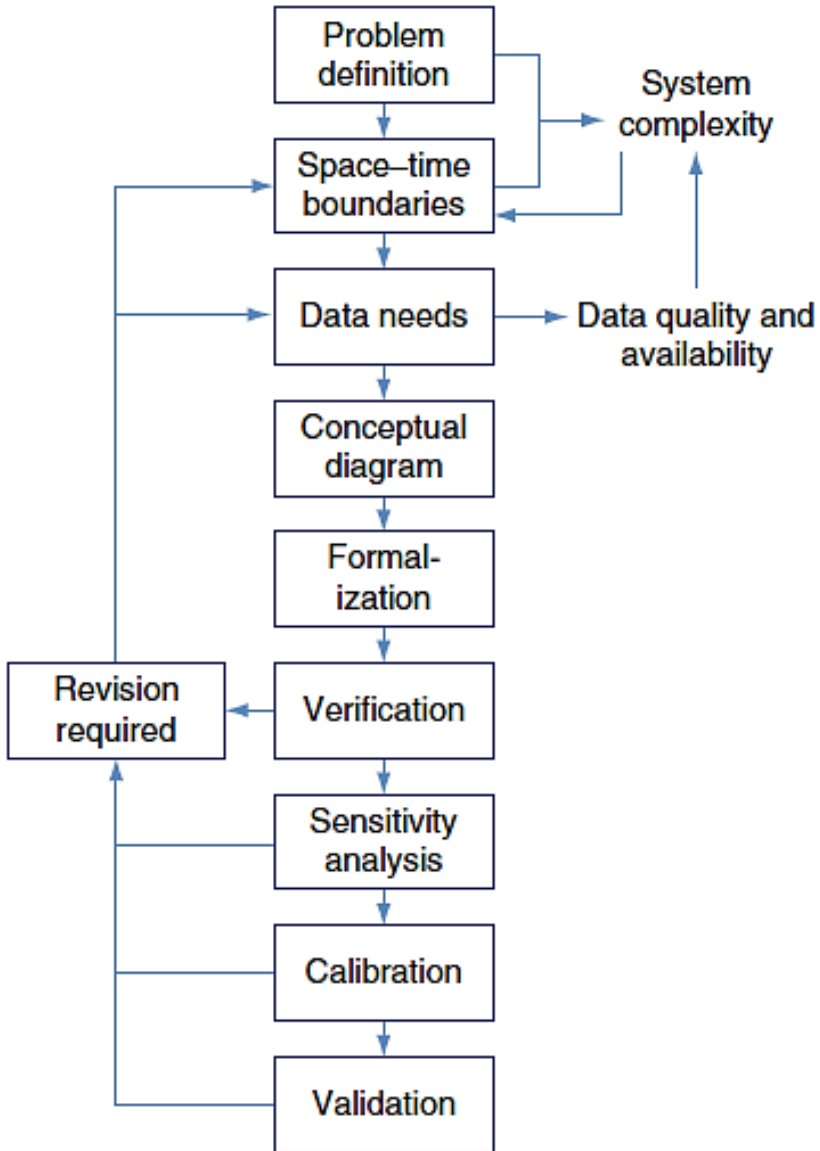 Problem
definition
System
complexity
Space–time
boundaries
Data needs
Data quality and
availability
Conceptual
diagram
Formal-
ization
Revision
required
Verification
Sensitivity
analysis
Calibration
Validation